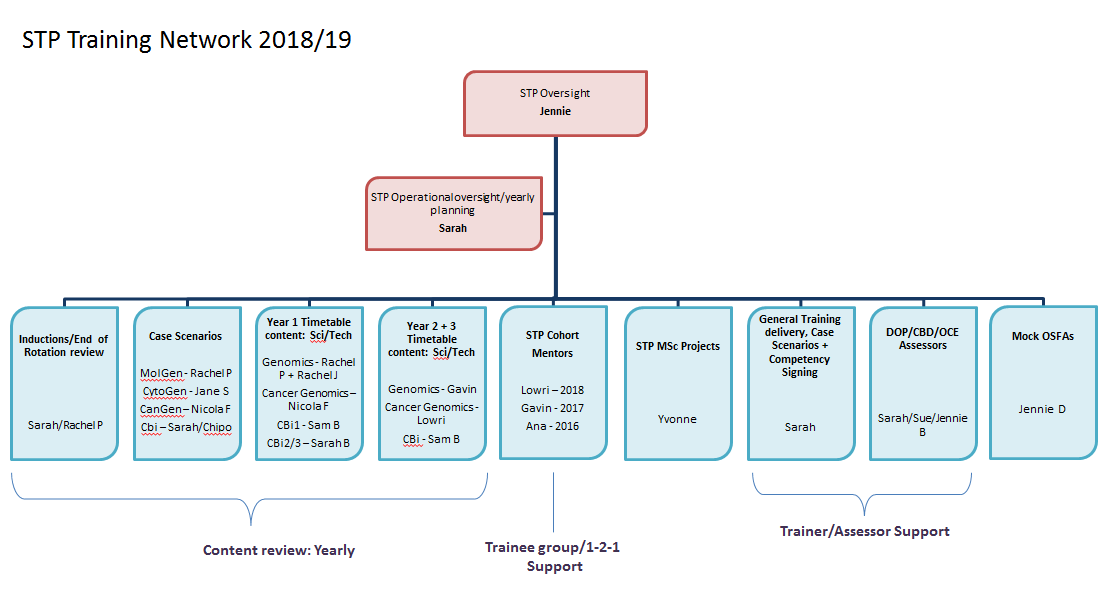 STP Training Network 2018/19
STP Oversight
Jennie
STP Operational oversight/yearly
planning
Sarah
Inductions/End of
Rotation review
Sarah/Rachel P
Case Scenarios
MolGen - Rachel P
CytoGen - Jane S
CanGen – Nicola F
Cbi – Sarah/Chipo
Year 1 Timetable
content: Sci/Tech
Genomics - Rachel
P + Rachel J
Cancer Genomics –
Nicola F
CBi1 - Sam B
CBi2/3 – Sarah B
Year 2 + 3
Timetable
content: Sci/Tech
Genomics - Gavin
Cancer Genomics -
Lowri
CBi - Sam B
STP Cohort
Mentors
Lowri – 2018
Gavin - 2017
Ana - 2016
STP MSc Projects
Yvonne
General Training
delivery, Case
Scenarios +
Competency
Signing
Sarah
DOP/CBD/OCE
Assessors
Sarah/Sue/Jennie
B
Mock OSFAs
Jennie D
Content review: Yearly
Trainee group/1-2-1
Support
Trainer/Assessor Support